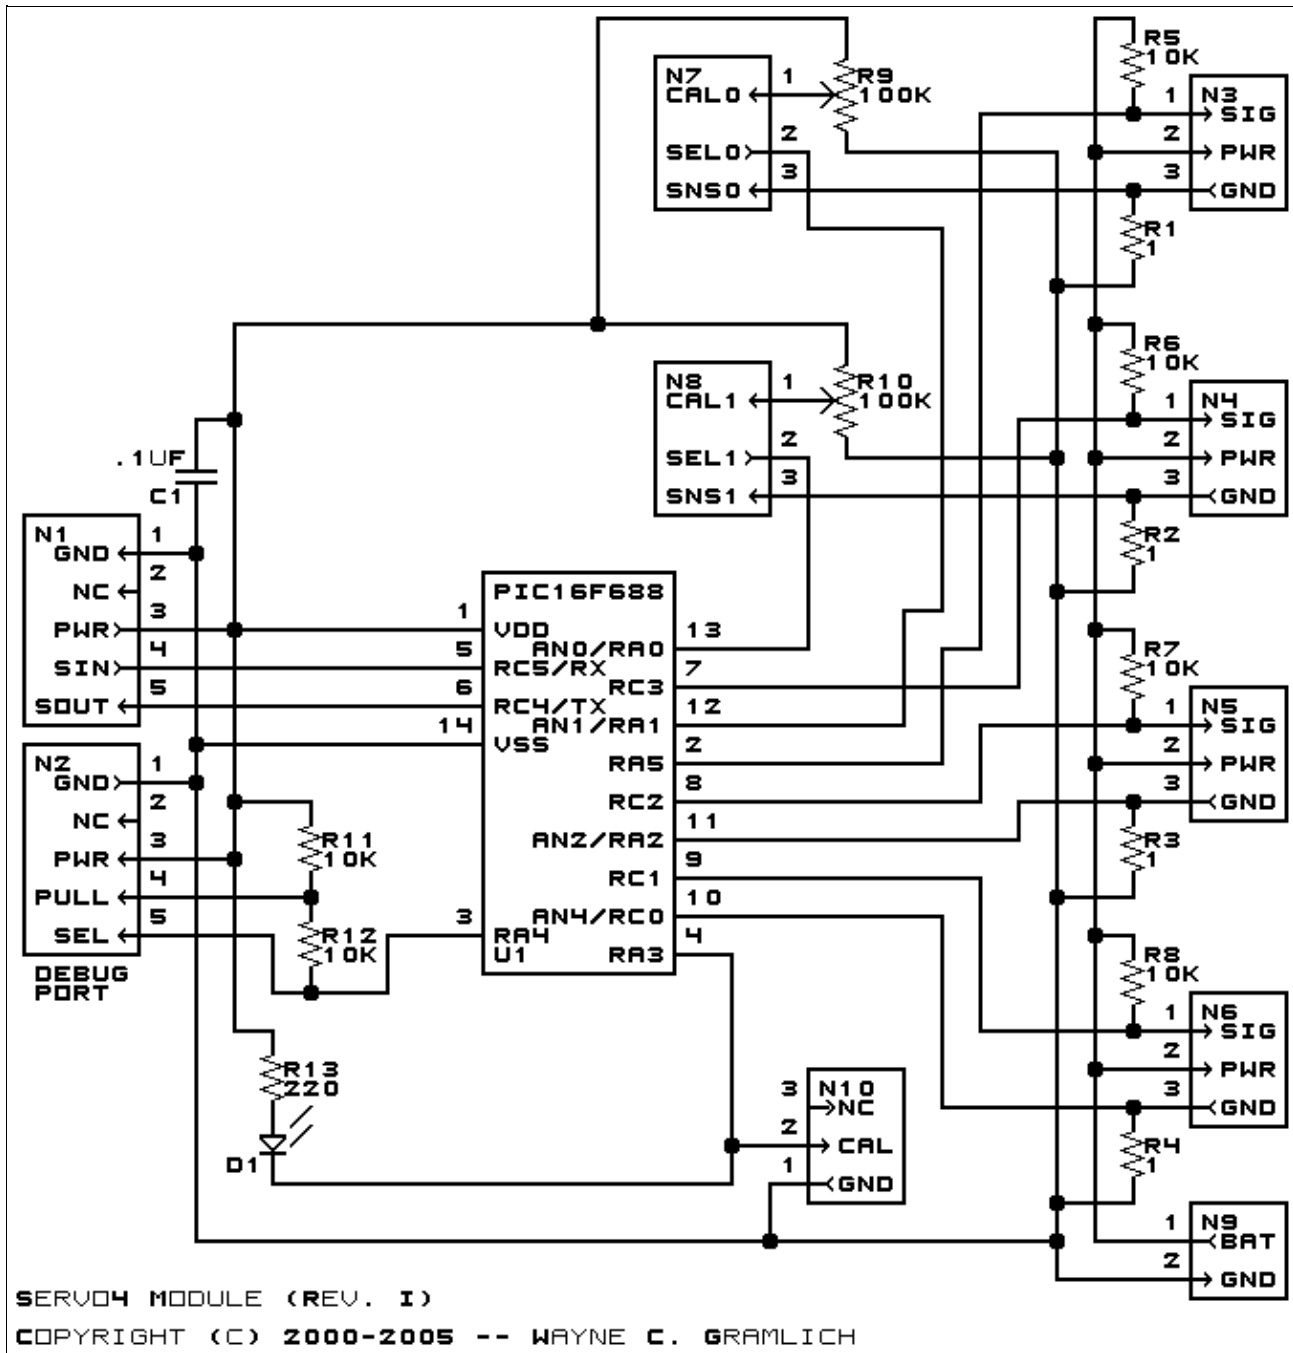 R5
10K
N7
CAL0
1
R9
100K
SEL0
2
SNS0
3
1
N3
SIG
2
PWR
3
GND
R1
1
R6
10K
N8
CAL1
1
R10
100K
SEL1
2
SNS1
3
1
N4
SIG
2
PWR
3
GND
R2
1
.1UF
C1
N1
GND
1
NC
2
PWR
3
SIN
4
SOUT
5
PIC16F688
1
VDD
5
RC5/RX
6
RC4/TX
14
VSS
3
RA4
U1
AN0/RA0
13
RC3
7
AN1/RA1
12
RA5
2
RC2
8
AN2/RA2
11
RC1
9
AN4/RC0
10
RA3
4
R7
10K
1
N5
SIG
2
PWR
3
GND
R3
1
N2
GND
1
NC
2
PWR
3
PULL
4
SEL
5
DEBUG
PORT
R11
10K
R12
10K
R8
10K
1
N6
SIG
2
PWR
3
GND
R4
1
R13
220
D1
N10
3
NC
2
CAL
1
GND
N9
1
BAT
2
GND
SERVO4 MODULE (REV. I)
COPYRIGHT (C) 2000-2005 -- WAYNE C. GRAMLICH